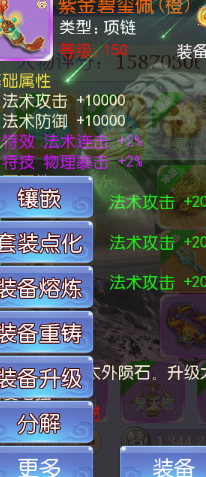 紫金碧玺佩(橙)
类型:项链
等级:150
装备
15870300
基础属性
法术攻击 +10000
法术防御 +10000
特效 法术连击 +2%
特技 物理暴击 +2%
镶嵌
法术攻击 +20
套装点化
法术攻击 +20
装备熔炼
法术攻击 +20
装备重铸
装备升级
外陨石。升级
分解
更多
装备